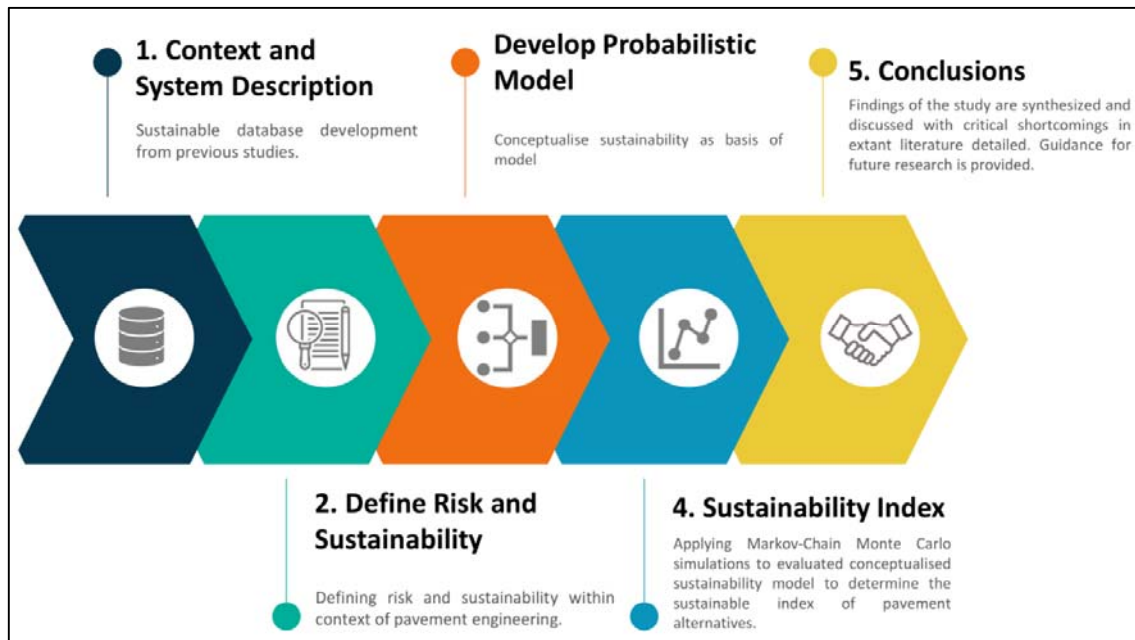 1. Context and
System Description
Sustainable database development
from previous studies.
Develop Probabilistic
Model
Conceptualise sustainability as basis of
model
5. Conclusions
Findings of the study are synthesized and
discussed with critical shortcomings in
extant literature detailed. Guidance for
future research is provided.
2. Define Risk and
Sustainability
Defining risk and sustainability within
context of pavement engineering.
4. Sustainability Index
Applying Markov-Chain Monte Carlo
simulations to evaluated conceptualised
sustainability model to determine the
sustainable index of pavement
alternatives.